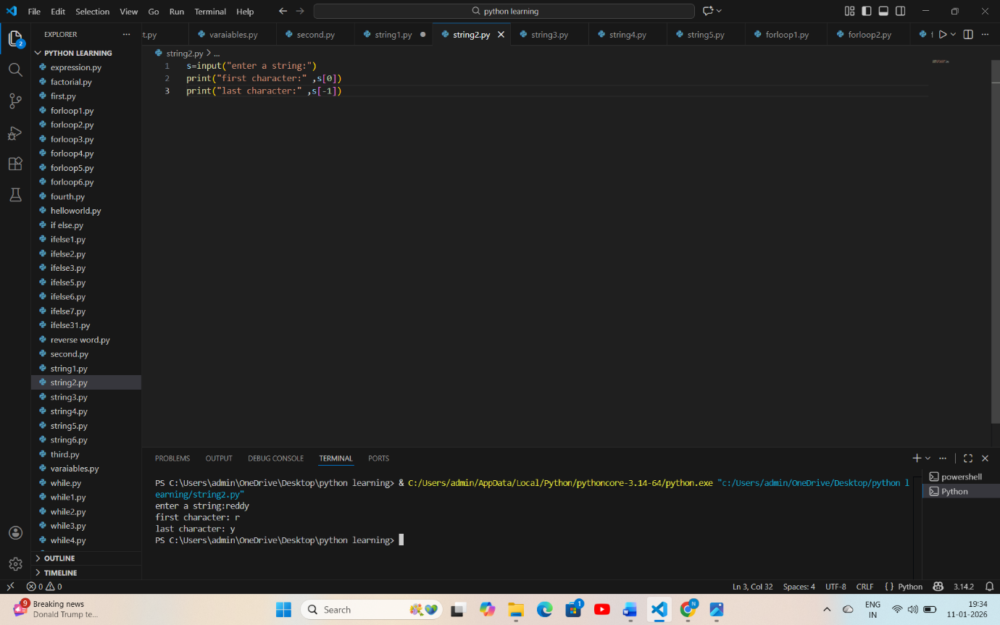 File Edit Selection View Go Run Terminal Help
python learning
EXPLORER
t.py varaiables.py second.py string1.py string2.py string3.py string4.py string5.py forloop1.py forloop2.py
2
PYTHON LEARNING
expression.py
factorial.py
first.py
forloop1.py
forloop2.py
forloop3.py
forloop4.py
forloop5.py
forloop6.py
fourth.py
helloworld.py
if else.py
ifelse1.py
ifelse2.py
ifelse3.py
ifelse5.py
ifelse6.py
ifelse7.py
ifelse31.py
reverse word.py
second.py
string1.py
string2.py
string3.py
string4.py
string5.py
string6.py
third.py
varaiables.py
while.py
while1.py
while2.py
while3.py
while4.py
OUTLINE
TIMELINE
string2.py > ...
1 s=input("enter a string:")
2 print("first character:" ,s[0])
3 print("last character:" ,s[-1])
PROBLEMS OUTPUT DEBUG CONSOLE TERMINAL PORTS
PS C:\Users\admin\OneDrive\Desktop\python learning> & C:/Users/admin/AppData/Local/Python/pythoncore-3.14-64/python.exe "c:/Users/admin/OneDrive/Desktop/python l
earning/string2.py"
enter a string:reddy
first character: r
last character: y
PS C:\Users\admin\OneDrive\Desktop\python learning>
powershell
Python
0 0
Ln 3, Col 32 Spaces: 4 UTF-8 CRLF {} Python 3.14.2
9
Breaking news
Donald Trump te...
Search
1
N
ENG
IN
19:34
11-01-2026